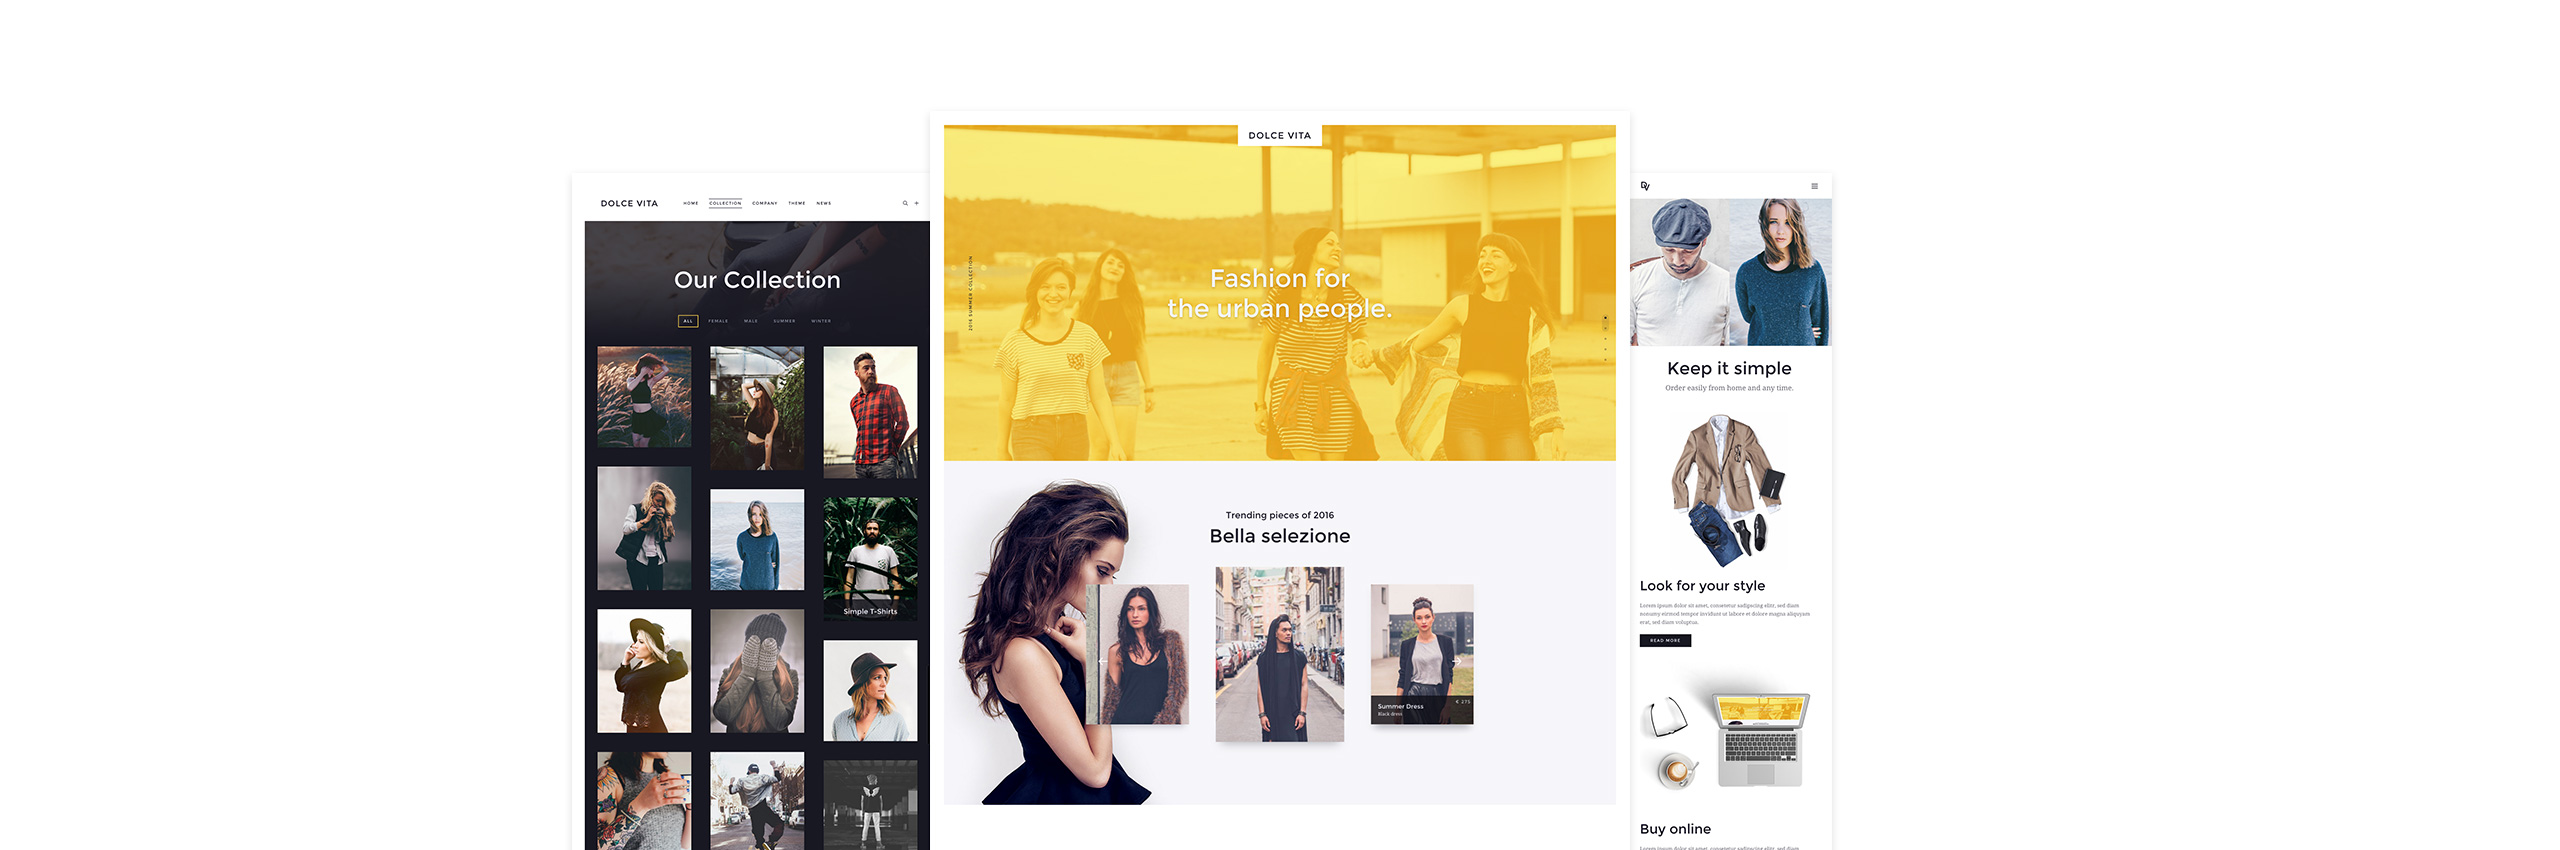 DOLCE VITA
HOME COLLECTION COMPANY THEME NEWS
Our Collection
ALL FEMALE MALE SUMMER WINTER
Simple T-Shirts
DOLCE VITA
2016 SUMMER COLLECTION
Fashion for
the urban people.
Trending pieces of 2016
Bella selezione
Summer Dress
€ 275
Black dress
DV
Keep it simple
Order easily from home and any time.
Look for your style
Lorem ipsum dolor sit amet, consetetur sadipscing elitr, sed diam
nonumy eirmod tempor invidunt ut labore et dolore magna aliquyam
erat, sed diam voluptua.
READ MORE
Buy online